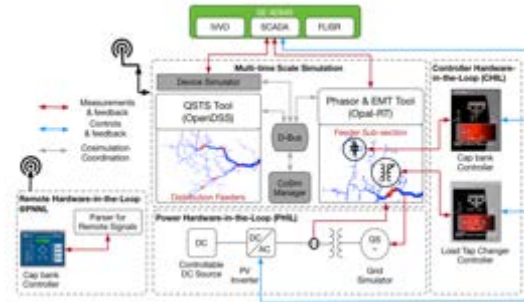 GE ADMS
IVVO
SCADA
FLISR
Multi-time Scale Simulation
Device Simulator
QSTS Tool
(OpenDSS)
Distribution Feeders
D-Bus
CoSim
Manager
Phasor & EMT Tool
(Opal-RT)
Feeder Sub-section
Controller Hardware-
in-the-Loop (CHIL)
Cap bank
Controller
Load Tap Changer
Controller
Measurements
& feedback
Controls
& feedback
Cosimulation
Coordination
Remote Hardware-in-the-Loop
@PNNL
Parser for
Remote Signals
Cap bank
Controller
Power Hardware-in-the-Loop (PHIL)
DC
Controllable
DC Source
DC
AC
PV
Inverter
GS
~
Grid
Simulator